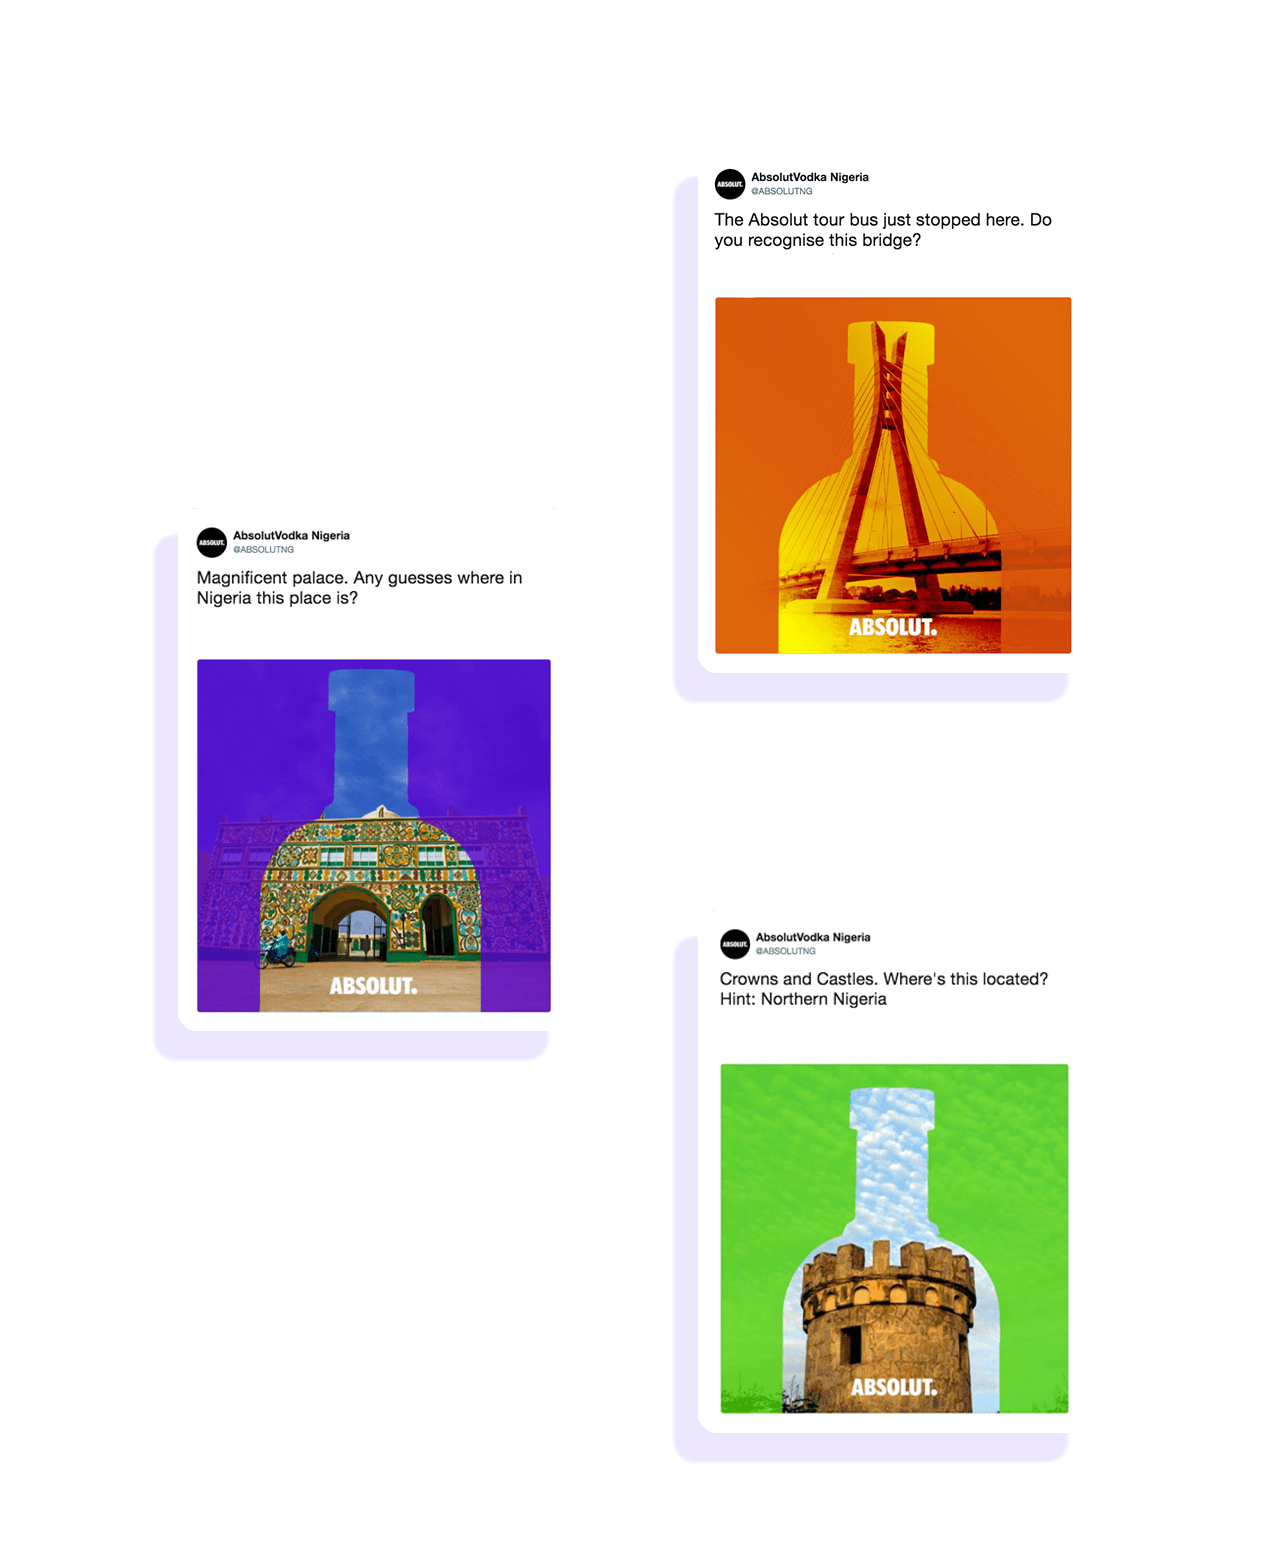 ABSOLUT.
AbsolutVodka Nigeria
@ABSOLUTNG
The Absolut tour bus just stopped here. Do
you recognise this bridge?
ABSOLUT.
ABSOLUT.
AbsolutVodka Nigeria
@ABSOLUTNG
Magnificent palace. Any guesses where in
Nigeria this place is?
ABSOLUT.
ABSOLUT.
AbsolutVodka Nigeria
@ABSOLUTNG
Crowns and Castles. Where's this located?
Hint: Northern Nigeria
ABSOLUT.